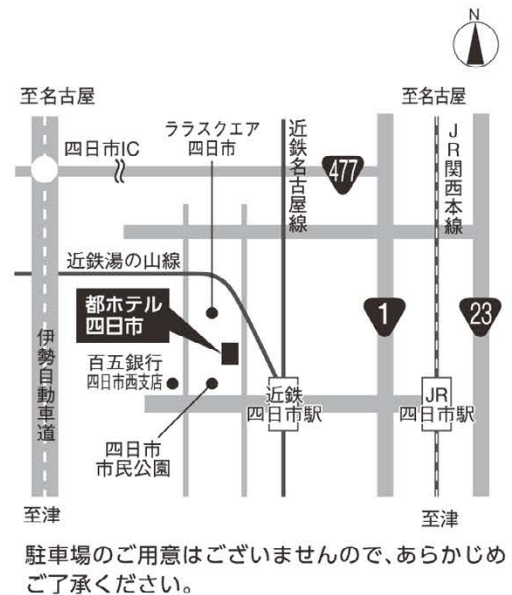 N
至名古屋
至名古屋
ララスクエア
四日市
四日市IC
近鉄名古屋線
477
JR関西本線
近鉄湯の山線
都ホテル
四日市
1
23
伊勢自動車道
百五銀行
四日市西支店
近鉄
四日市駅
JR
四日市駅
四日市
市民公園
至津
至津
駐車場のご用意はございませんので、あらかじめ
ご了承ください。